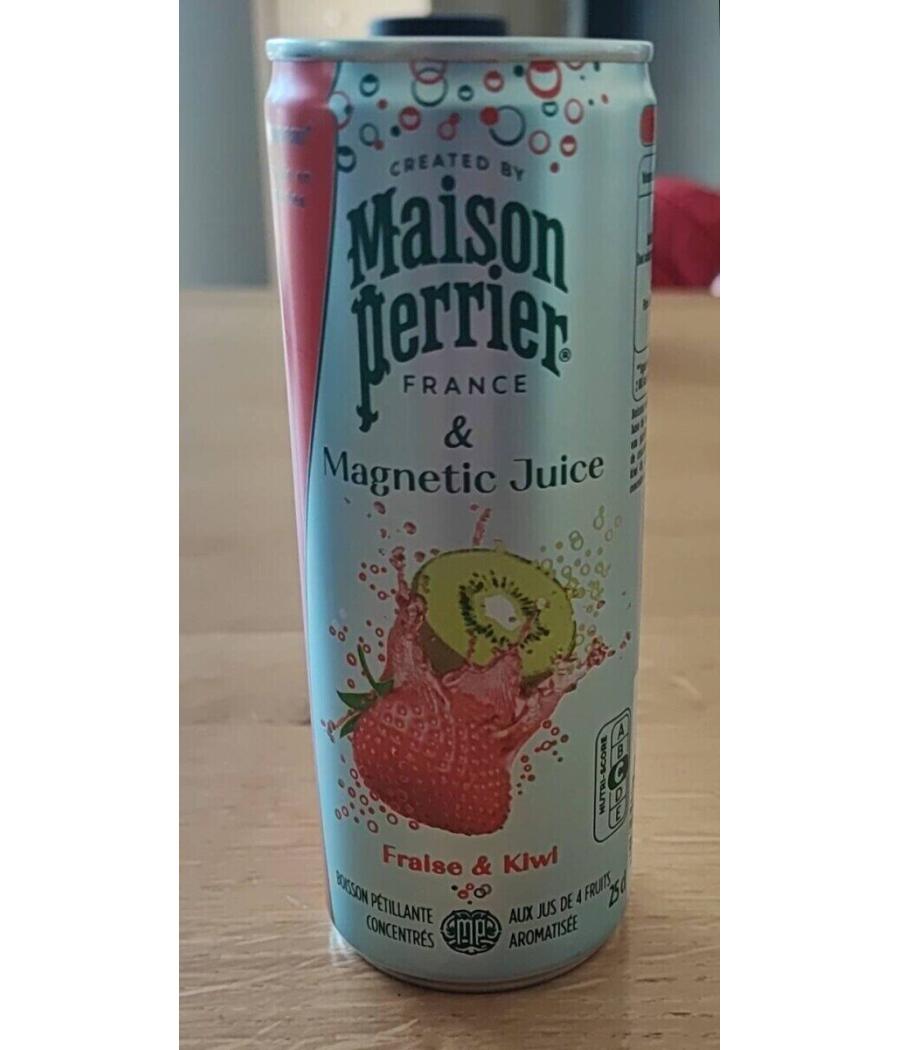 CREATED BY
Maison
perrier®
FRANCE
&
Magnetic Juice
NUTRI-SCORE
A
B
C
D
E
Fraise & Kiwi
BOISSON PÉTILLANTE AUX JUS DE 4 FRUITS
CONCENTRÉS AROMATISÉE
MP
25 cl